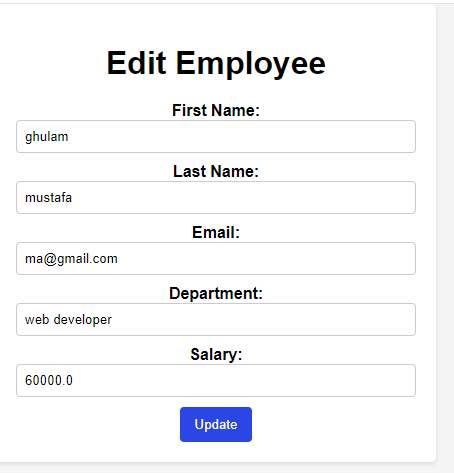 Edit Employee
First Name:
ghulam
Last Name:
mustafa
Email:
ma@gmail.com
Department:
web developer
Salary:
60000.0
Update